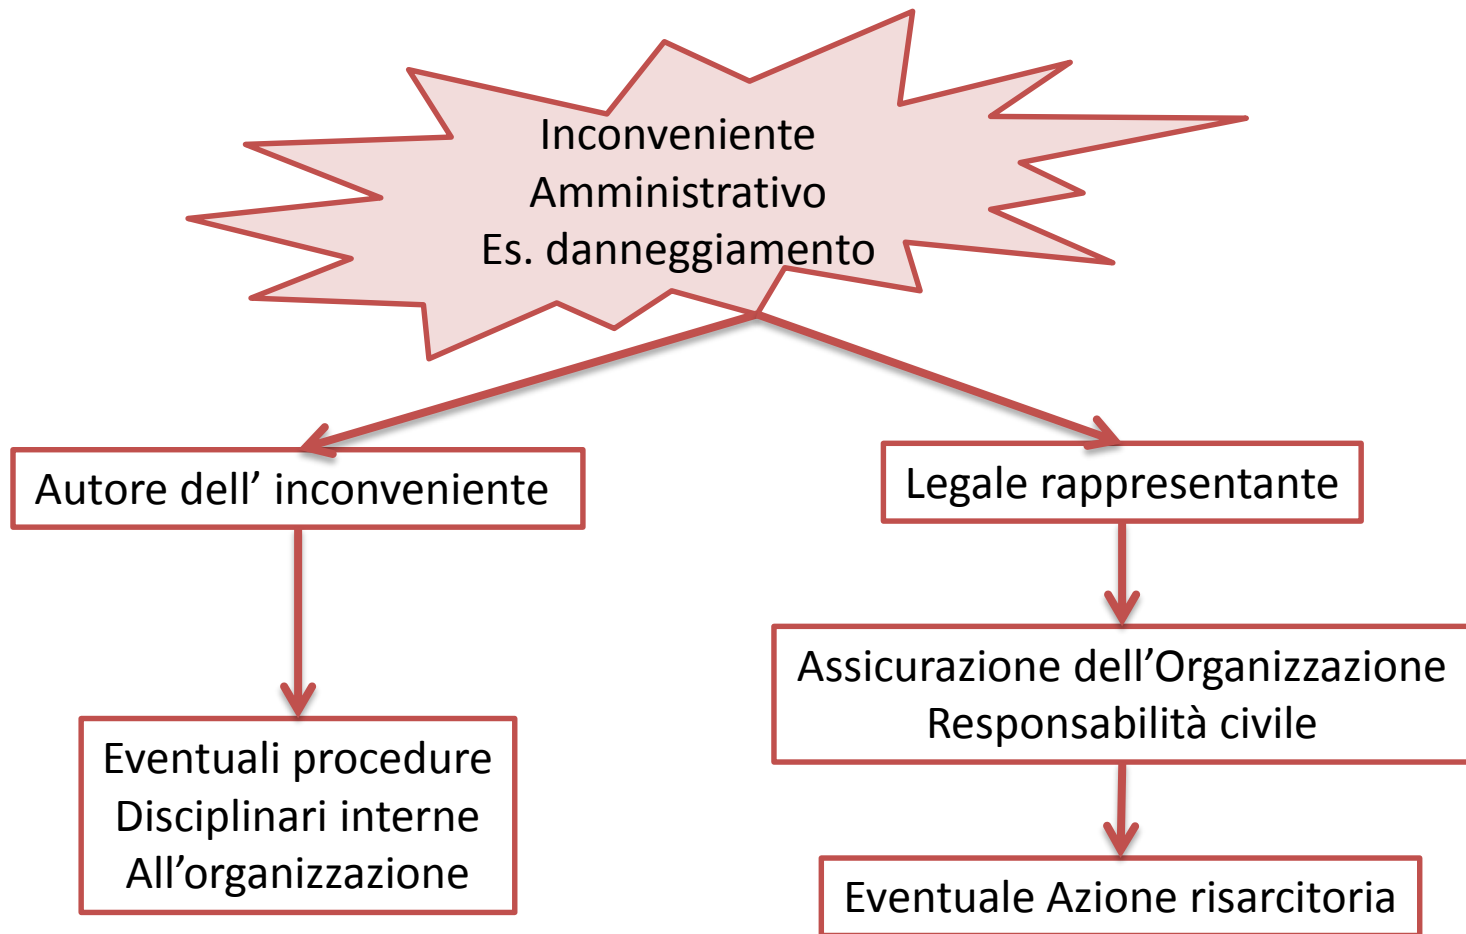 Inconveniente
Amministrativo
Es. danneggiamento
Autore dell’ inconveniente
Legale rappresentante
Eventuali procedure
Disciplinari interne
All’organizzazione
Assicurazione dell’Organizzazione
Responsabilità civile
Eventuale Azione risarcitoria